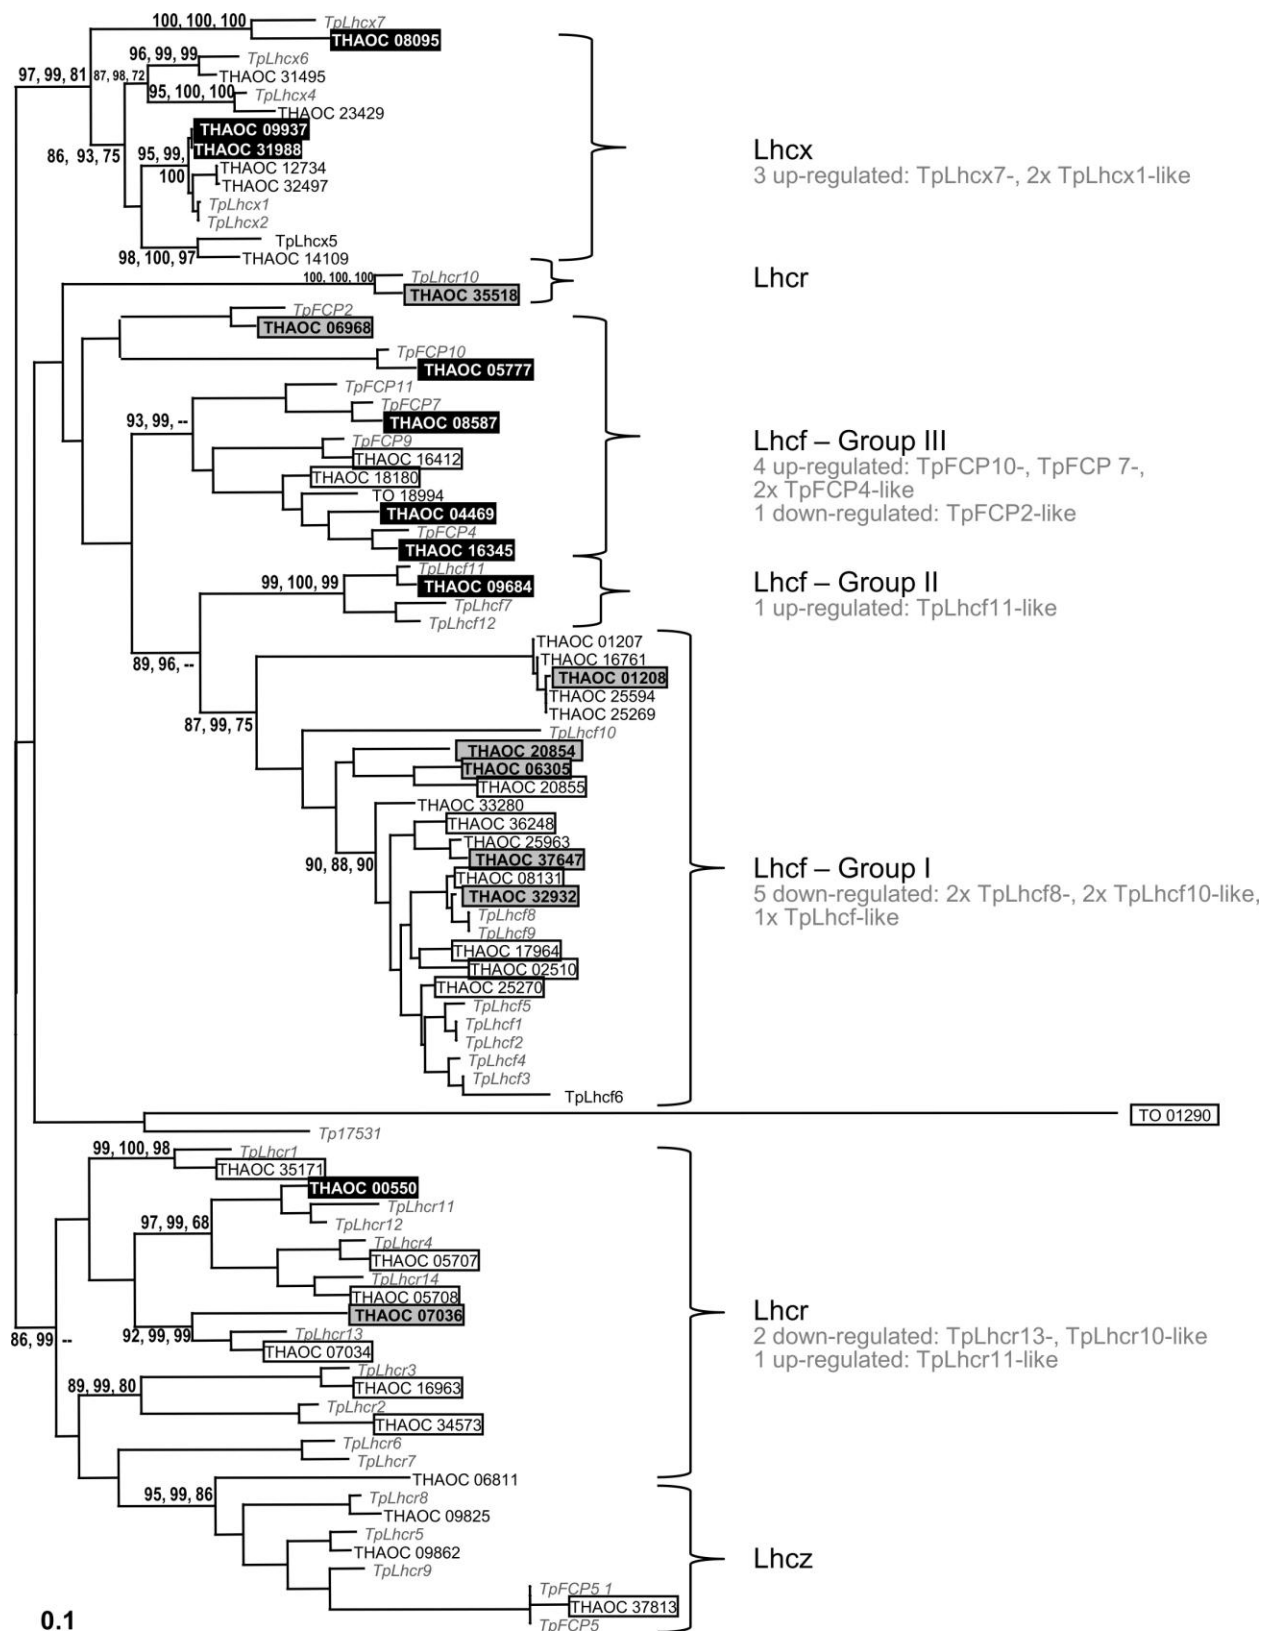 100, 100, 100
TpLhcx7
THAOC 08095
96, 99, 99
TpLhcx6
97, 99, 81
87, 98, 72
THAOC 31495
95, 100, 100
TpLhcx4
THAOC 23429
THAOC 09937
86, 93, 75
95, 99,
100
THAOC 31988
THAOC 12734
THAOC 32497
TpLhcx1
TpLhcx2
TpLhcx5
98, 100, 97
THAOC 14109
Lhcx
3 up-regulated: TpLhcx7-, 2x TpLhcx1-like
100, 100, 100
TpLhcr10
THAOC 35518
Lhcr
TpFCP2
THAOC 06968
TpFCP10
THAOC 05777
TpFCP11
TpFCP7
93, 99, --
THAOC 08587
TpFCP9
THAOC 16412
THAOC 18180
TO 18994
THAOC 04469
TpFCP4
THAOC 16345
Lhcf – Group III
4 up-regulated: TpFCP10-, TpFCP 7-,
2x TpFCP4-like
1 down-regulated: TpFCP2-like
99, 100, 99
TpLhcf11
THAOC 09684
TpLhcf7
TpLhcf12
Lhcf – Group II
1 up-regulated: TpLhcf11-like
89, 96, --
THAOC 01207
THAOC 16761
THAOC 01208
THAOC 25594
THAOC 25269
87, 99, 75
TpLhcf10
THAOC 20854
THAOC 06305
THAOC 20855
THAOC 33280
THAOC 36248
THAOC 25963
90, 88, 90
THAOC 37647
THAOC 08131
THAOC 32932
TpLhcf8
TpLhcf9
THAOC 17964
THAOC 02510
THAOC 25270
TpLhcf5
TpLhcf1
TpLhcf2
TpLhcf4
TpLhcf3
TpLhcf6
Lhcf – Group I
5 down-regulated: 2x TpLhcf8-, 2x TpLhcf10-like,
1x TpLhcf-like
TO 01290
Tp17531
99, 100, 98
TpLhcr1
THAOC 35171
THAOC 00550
TpLhcr11
97, 99, 68
TpLhcr12
TpLhcr4
THAOC 05707
TpLhcr14
THAOC 05708
THAOC 07036
86, 99 --
92, 99, 99
TpLhcr13
THAOC 07034
TpLhcr3
89, 99, 80
THAOC 16963
TpLhcr2
THAOC 34573
TpLhcr6
TpLhcr7
Lhcr
2 down-regulated: TpLhcr13-, TpLhcr10-like
1 up-regulated: TpLhcr11-like
THAOC 06811
95, 99, 86
TpLhcr8
THAOC 09825
TpLhcr5
THAOC 09862
TpLhcr9
TpFCP5 1
THAOC 37813
TpFCP5
Lhcz
0.1